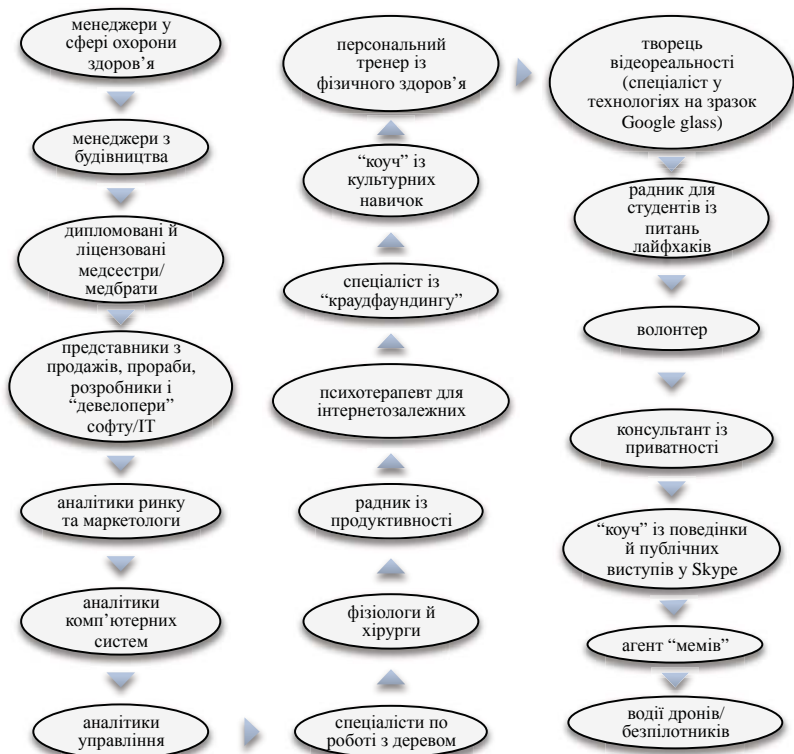 менеджери у
сфері охорони
здоров’я
менеджери з
будівництва
дипломовані й
ліцензовані
медсестри/
медбрати
представники з
продажів, прораби,
розробники і
“девелопери”
софту/ІТ
аналітики ринку
та маркетологи
аналітики
комп’ютерних
систем
аналітики
управління
спеціалісти по
роботі з деревом
фізіологи й
хірурги
радник із
продуктивності
психотерапевт для
інтернетозалежних
спеціаліст із
“краудфаундингу”
“коуч” із
культурних
навичок
персональний
тренер із
фізичного здоров’я
творець
відеореальності
(спеціаліст у
технологіях на зразок
Google glass)
радник для
студентів із
питань
лайфхаків
волонтер
консультант із
приватності
“коуч” із поведінки
й публічних
виступів у Skype
агент “мемів”
водії дронів/
безпілотників